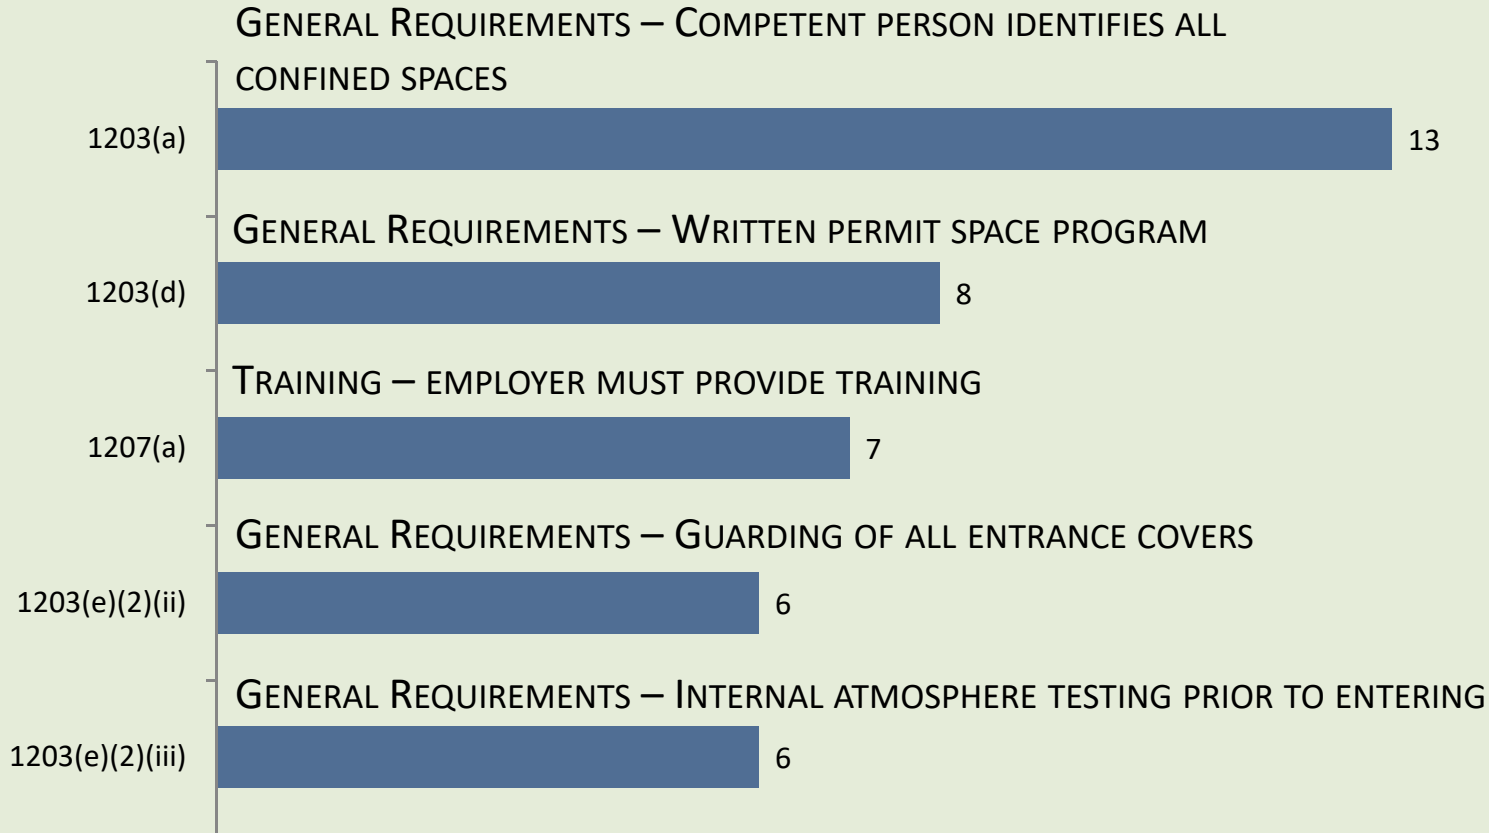 General Requirements – Competent person identifies all
confined spaces
1203(a)
13
General Requirements – Written permit space program
1203(d)
8
Training – employer must provide training
1207(a)
7
General Requirements – Guarding of all entrance covers
1203(e)(2)(ii)
6
General Requirements – Internal atmosphere testing prior to entering
1203(e)(2)(iii)
6